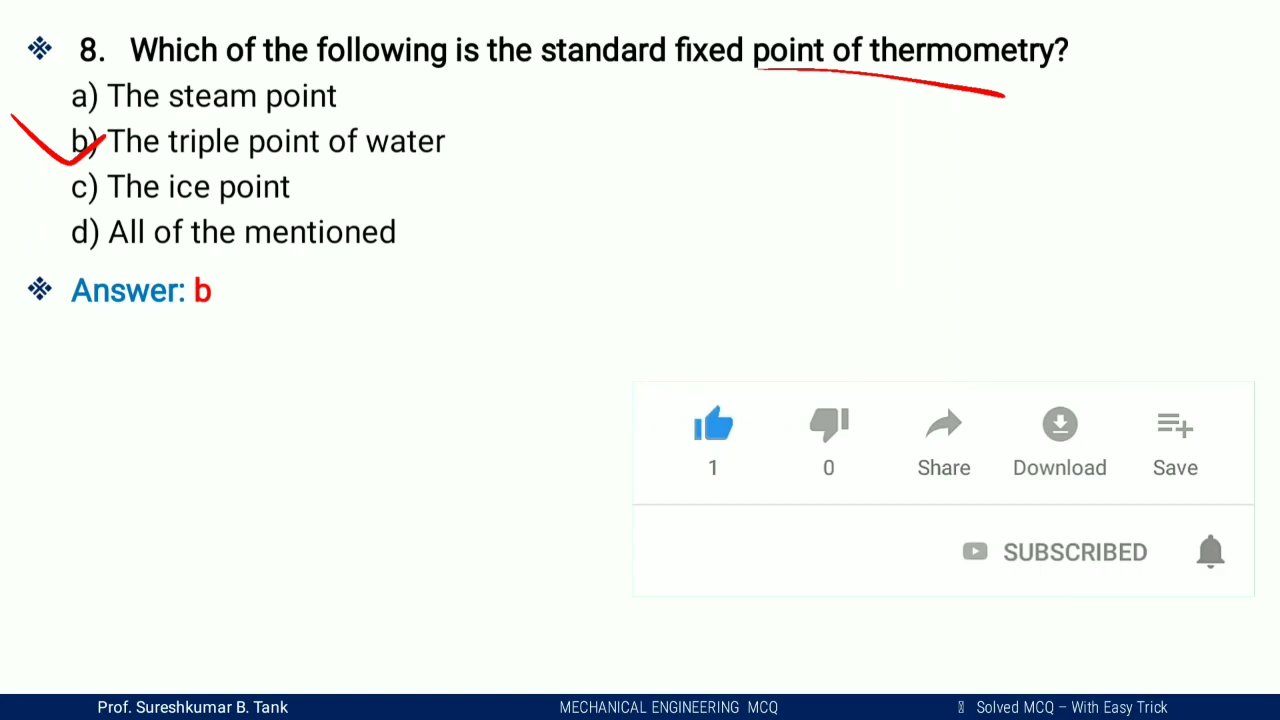 ❖ 8. Which of the following is the standard fixed point of thermometry?
a) The steam point
b) The triple point of water
c) The ice point
d) All of the mentioned
❖ Answer: b
1 0 Share Download Save
SUBSCRIBED
Prof. Sureshkumar B. Tank MECHANICAL ENGINEERING MCQ Solved MCQ – With Easy Trick